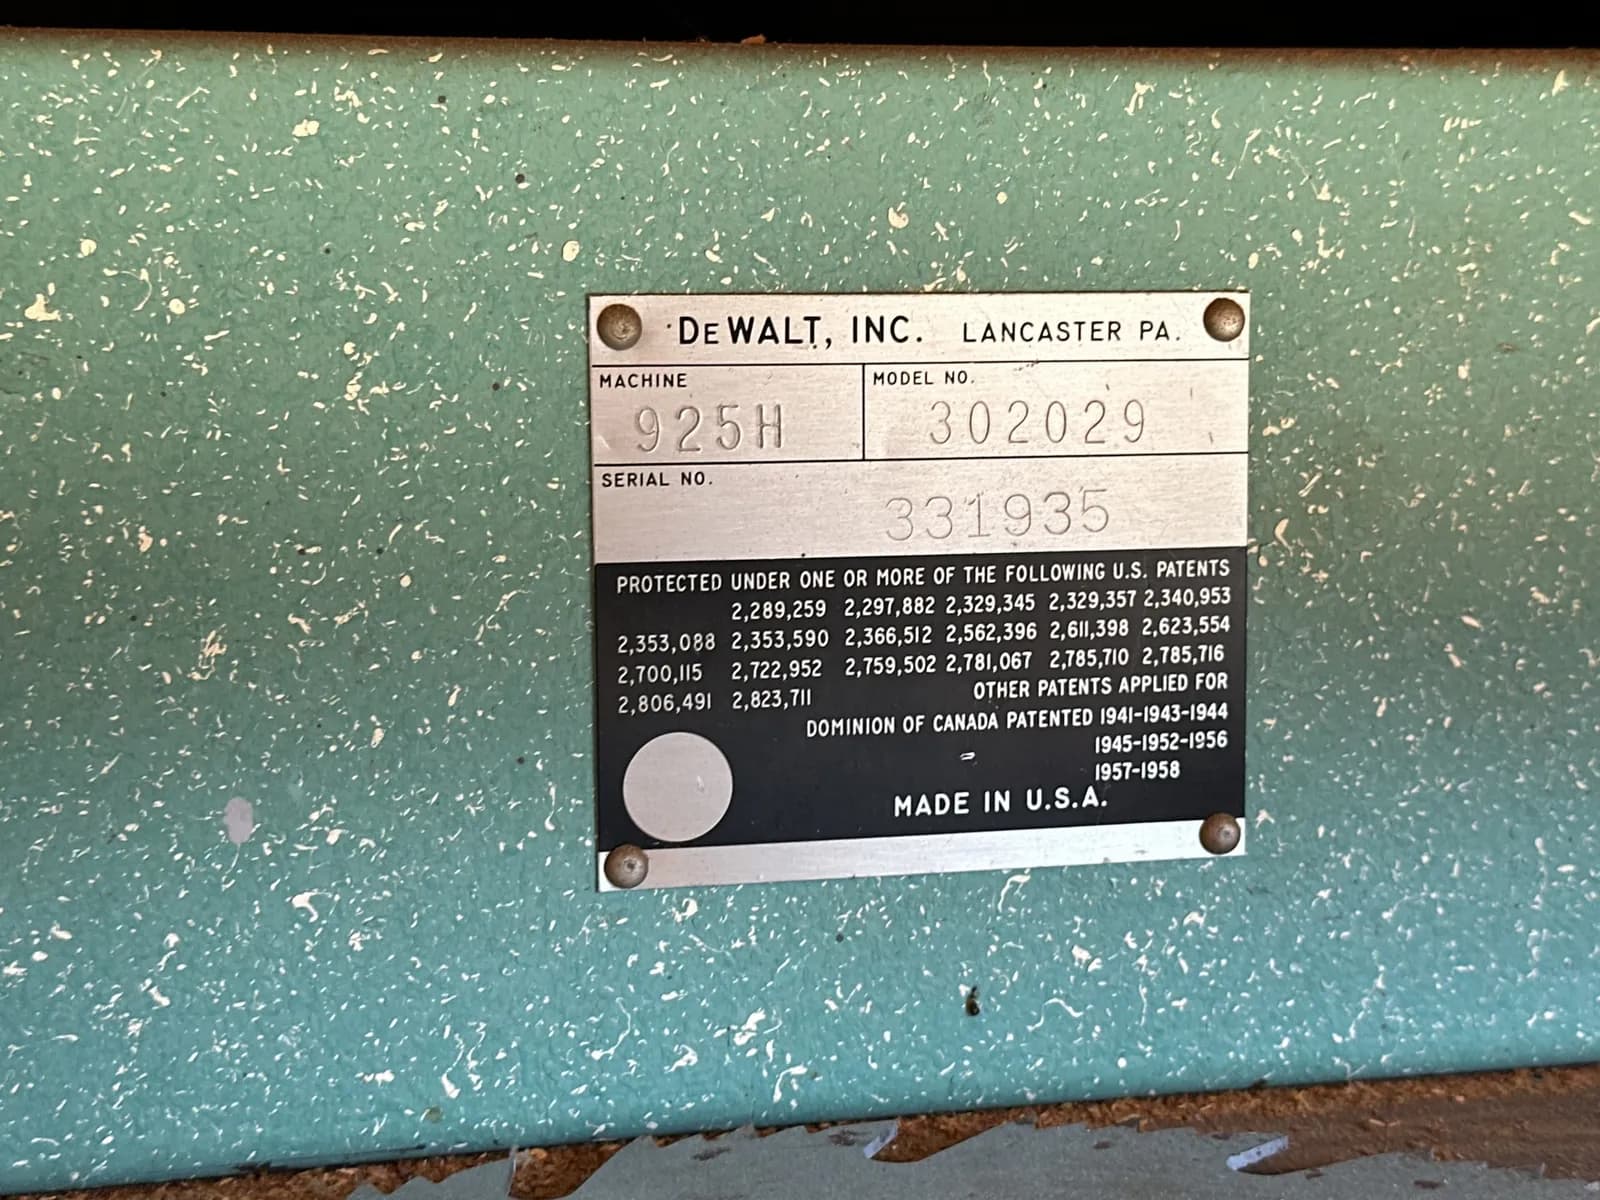 DeWALT, INC. LANCASTER PA.
MACHINE MODEL NO.
925H 302029
SERIAL NO.
331935
PROTECTED UNDER ONE OR MORE OF THE FOLLOWING U.S. PATENTS
2,289,259 2,297,882 2,329,345 2,329,357 2,340,953
2,353,088 2,353,590 2,366,512 2,562,396 2,611,398 2,623,554
2,700,115 2,722,952 2,759,502 2,781,067 2,785,710 2,785,716
2,806,491 2,823,711 OTHER PATENTS APPLIED FOR
DOMINION OF CANADA PATENTED 1941-1943-1944
1945-1952-1956
1957-1958
MADE IN U.S.A.